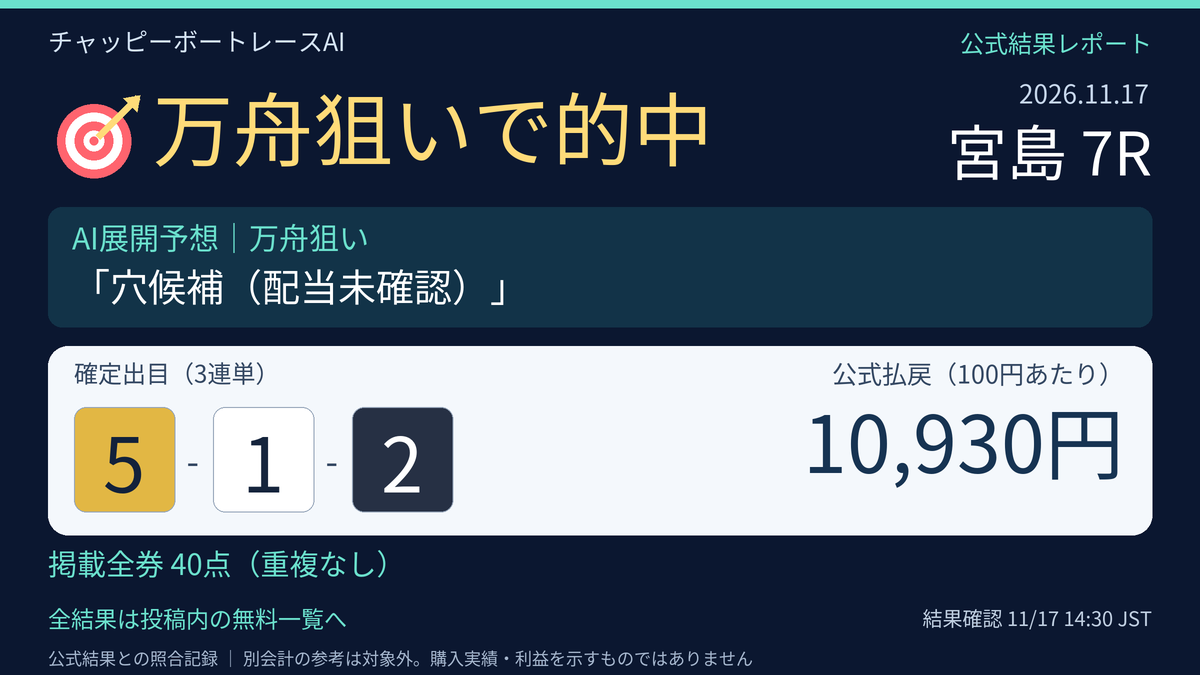 チャッピーボートレースAI
公式結果レポート
2026.11.17
万舟狙いで的中
宮島 7R
AI展開予想｜万舟狙い
「穴候補（配当未確認）」
確定出目（3連単）
公式払戻（100円あたり）
5 - 1 - 2
10,930円
掲載全券 40点（重複なし）
全結果は投稿内の無料一覧へ
結果確認 11/17 14:30 JST
公式結果との照合記録 ｜ 別会計の参考は対象外。購入実績・利益を示すものではありません